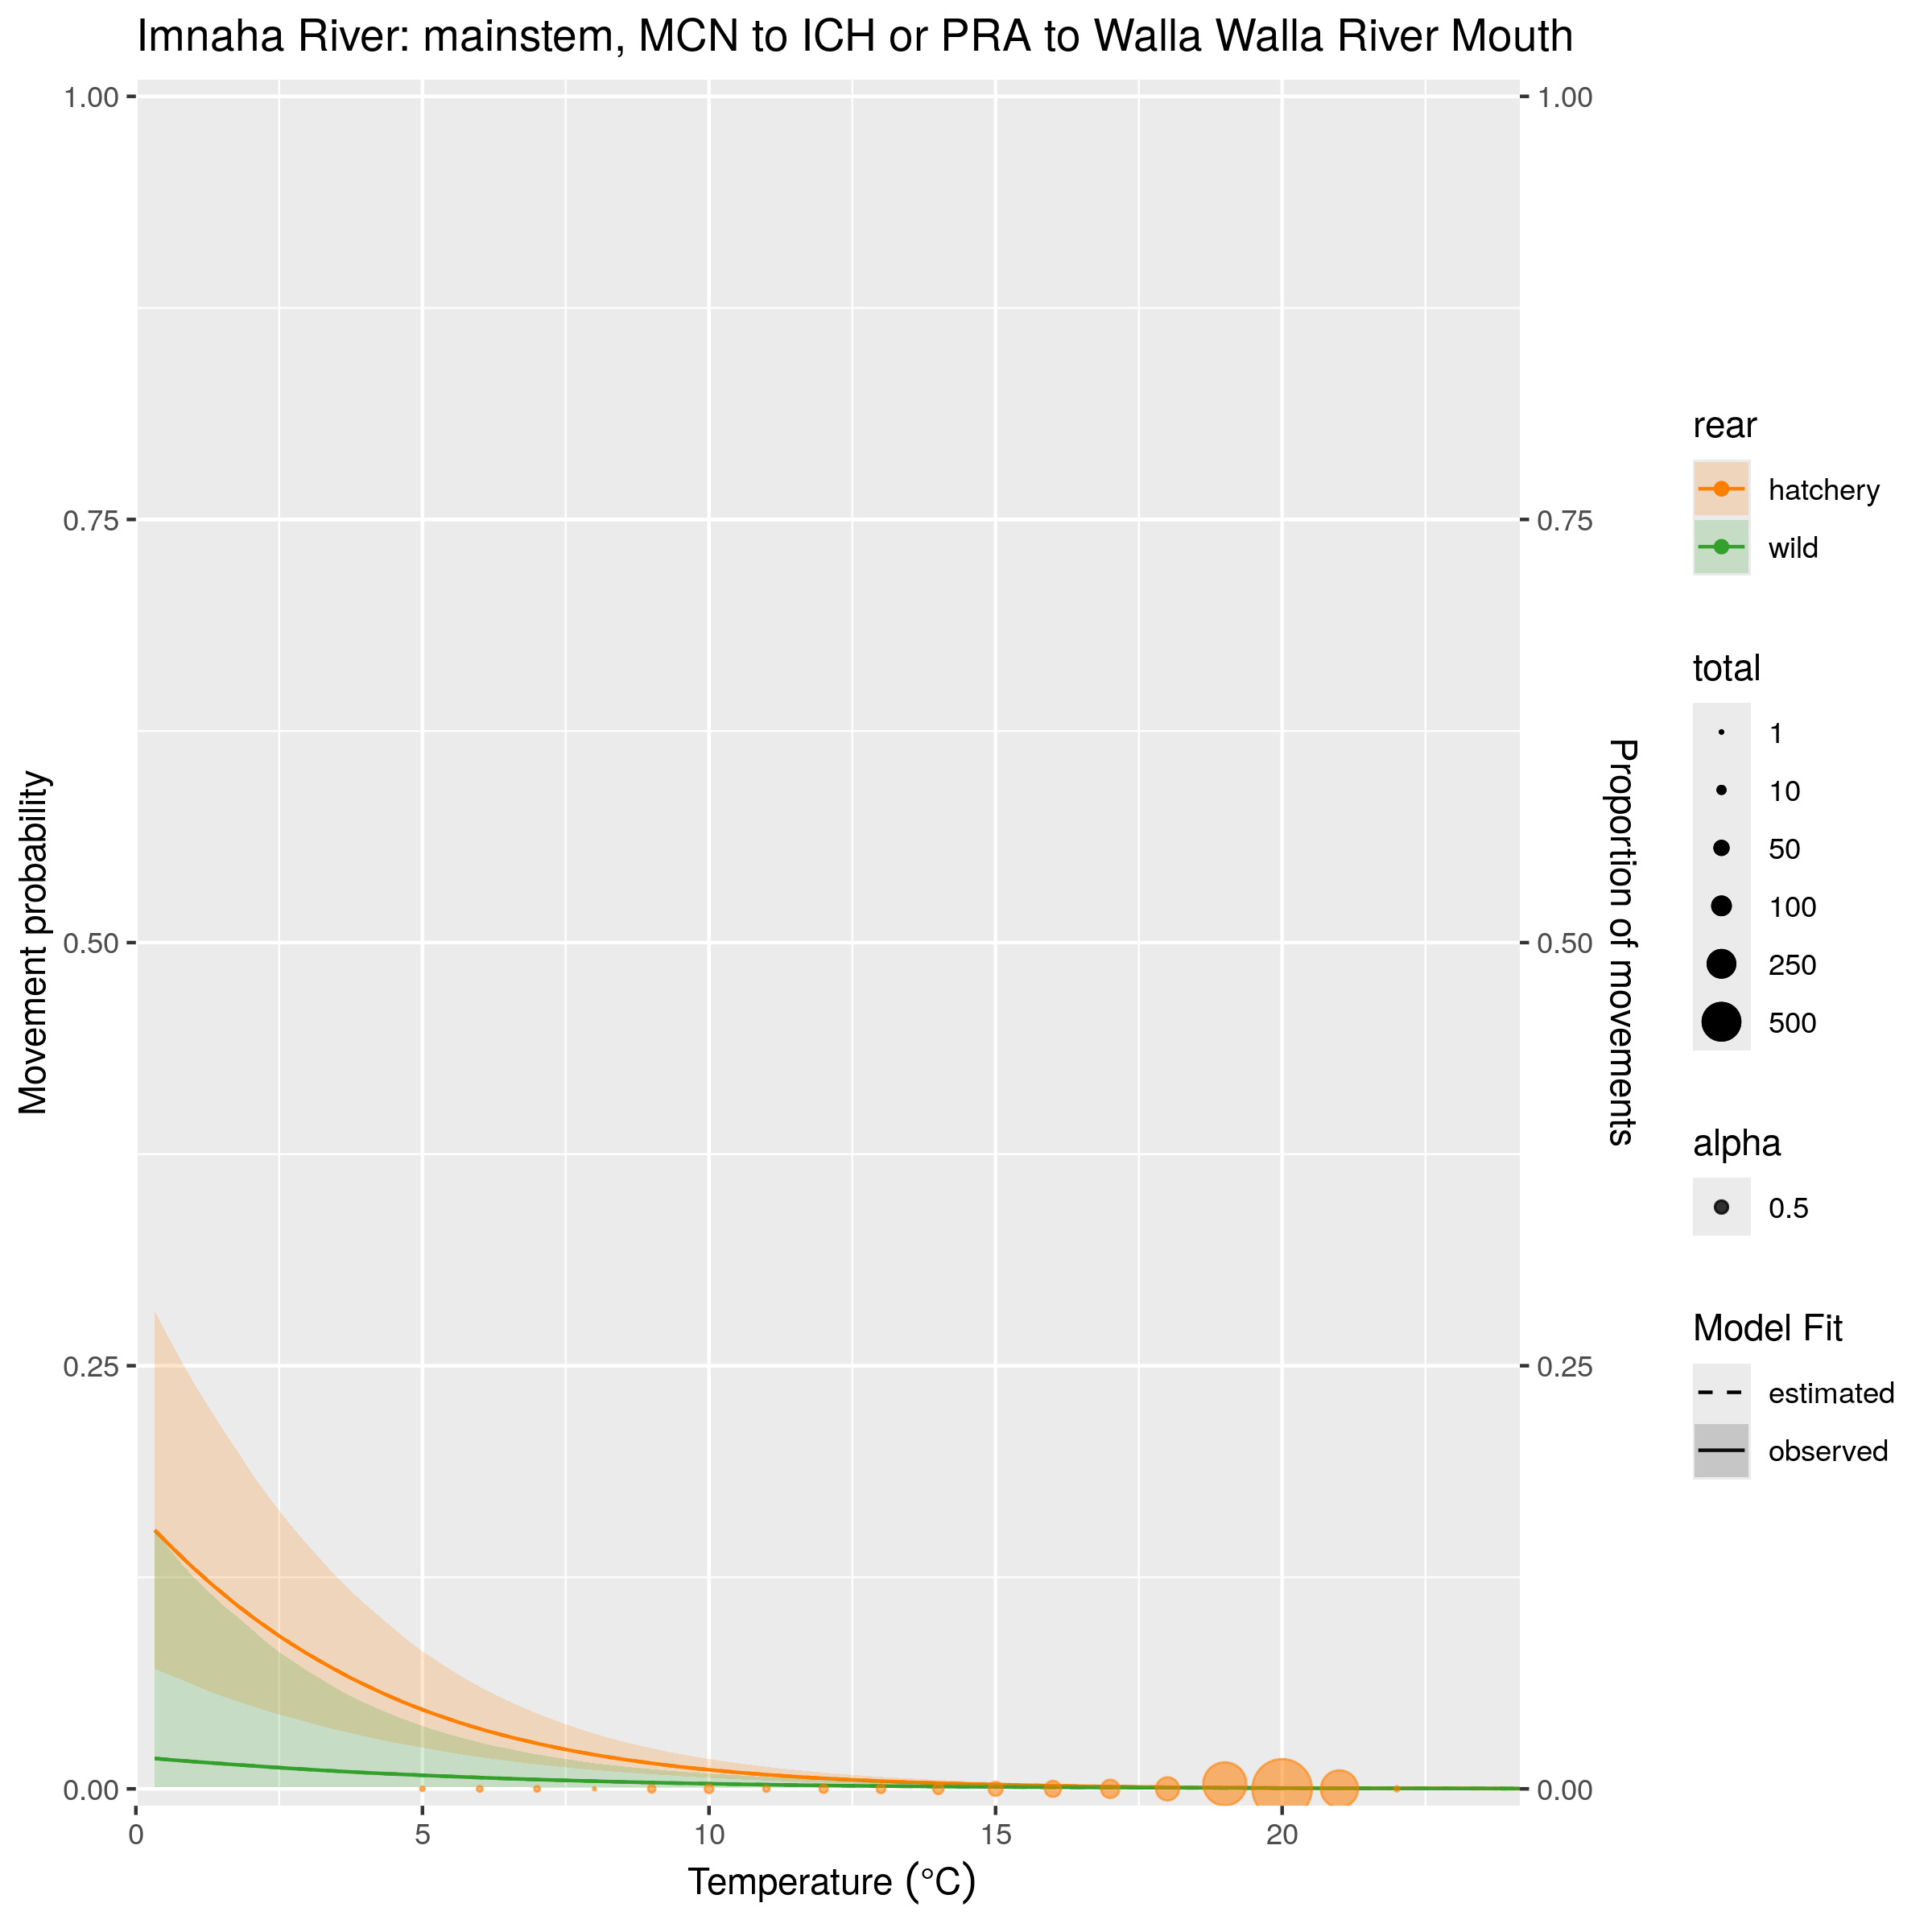 Imnaha River: mainstem, MCN to ICH or PRA to Walla Walla River Mouth
Movement probability
1.00
0.75
0.50
0.25
0.00
0
5
10
15
20
Temperature (°C)
1.00
0.75
0.50
0.25
0.00
Proportion of movements
rear
hatchery
wild
total
1
10
50
100
250
500
alpha
0.5
Model Fit
estimated
observed